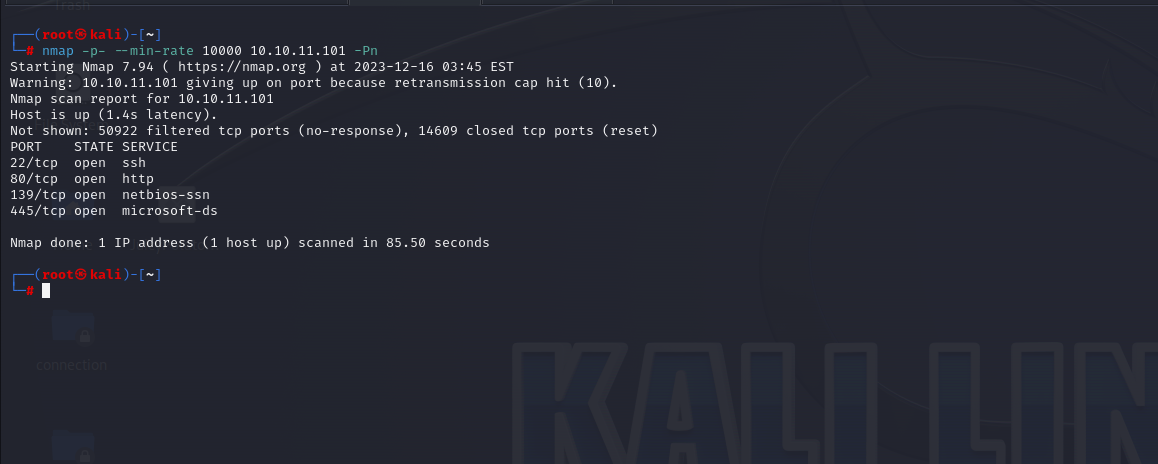 Trash
┌──(root㉿kali)-[~]
└─# nmap -p- --min-rate 10000 10.10.11.101 -Pn
Starting Nmap 7.94 ( https://nmap.org ) at 2023-12-16 03:45 EST
Warning: 10.10.11.101 giving up on port because retransmission cap hit (10).
Nmap scan report for 10.10.11.101
Host is up (1.4s latency).
Not shown: 50922 filtered tcp ports (no-response), 14609 closed tcp ports (reset)
PORT    STATE SERVICE
22/tcp  open  ssh
80/tcp  open  http
139/tcp open  netbios-ssn
445/tcp open  microsoft-ds
Nmap done: 1 IP address (1 host up) scanned in 85.50 seconds
┌──(root㉿kali)-[~]
└─#
connection
KALI LIN